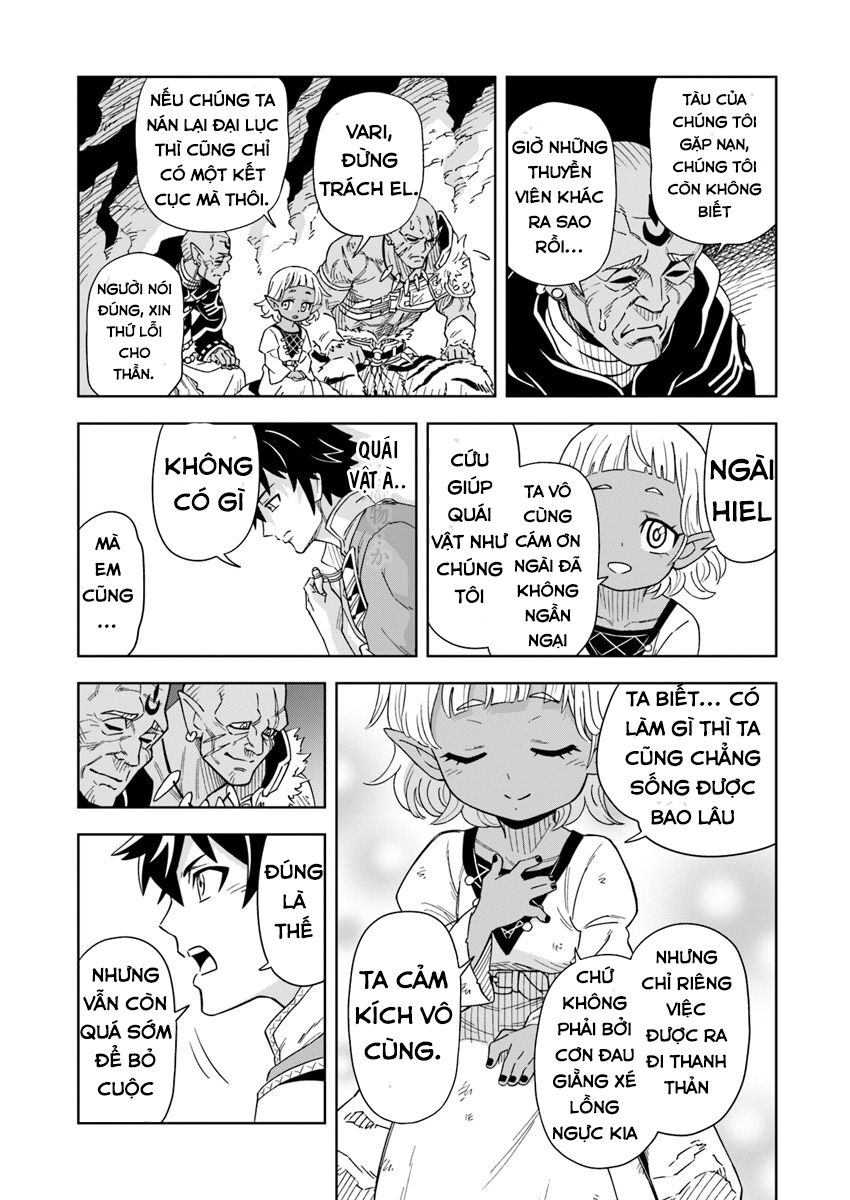 TÀU CỦA
CHÚNG TÔI
GẶP NẠN,
CHÚNG TÔI
CÒN KHÔNG
BIẾT
GIỜ NHỮNG
THUYỀN
VIÊN KHÁC
RA SAO
RỒI...
VARI,
ĐỪNG
TRÁCH EL.
NẾU CHÚNG TA
NÁN LẠI ĐẠI LỤC
THÌ CŨNG CHỈ
CÓ MỘT KẾT
CỤC MÀ THÔI.
NGƯỜI NÓI
ĐÚNG, XIN
THỨ LỖI
CHO
THẦN.
NGÀI
HIEL
TA VÔ
CÙNG
CÁM ƠN
NGÀI ĐÃ
KHÔNG
NGẦN
NGẠI
CỨU
GIÚP
QUÁI
VẬT NHƯ
CHÚNG
TÔI
QUÁI
VẬT À..
物…か
KHÔNG
CÓ GÌ
MÀ
EM
CŨNG
...
TA BIẾT... CÓ
LÀM GÌ THÌ TA
CŨNG CHẲNG
SỐNG ĐƯỢC
BAO LÂU
NHƯNG
CHỈ RIÊNG
VIỆC
ĐƯỢC RA
ĐI THANH
THẢN
CHỨ
KHÔNG
PHẢI BỞI
CƠN ĐAU
GIẰNG XÉ
LỒNG
NGỰC KIA
TA CẢM
KÍCH VÔ
CÙNG.
ĐÚNG
LÀ
THẾ
NHƯNG
VẪN CÒN
QUÁ SỚM
ĐỂ BỎ
CUỘC